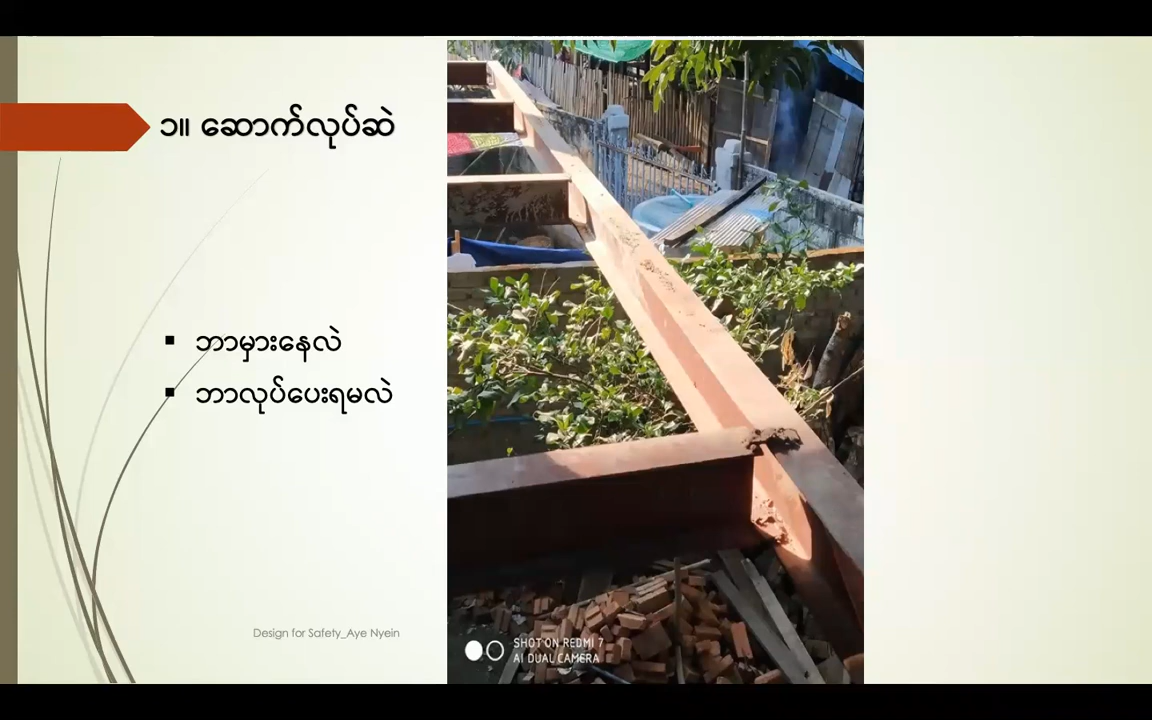 ၁။ ဆောက်လုပ်ဆဲ
ဘာမှားနေလဲ
ဘာလုပ်ပေးရမလဲ
Design for Safety_Aye Nyein
SHOT ON REDMI 7
AI DUAL CAMERA